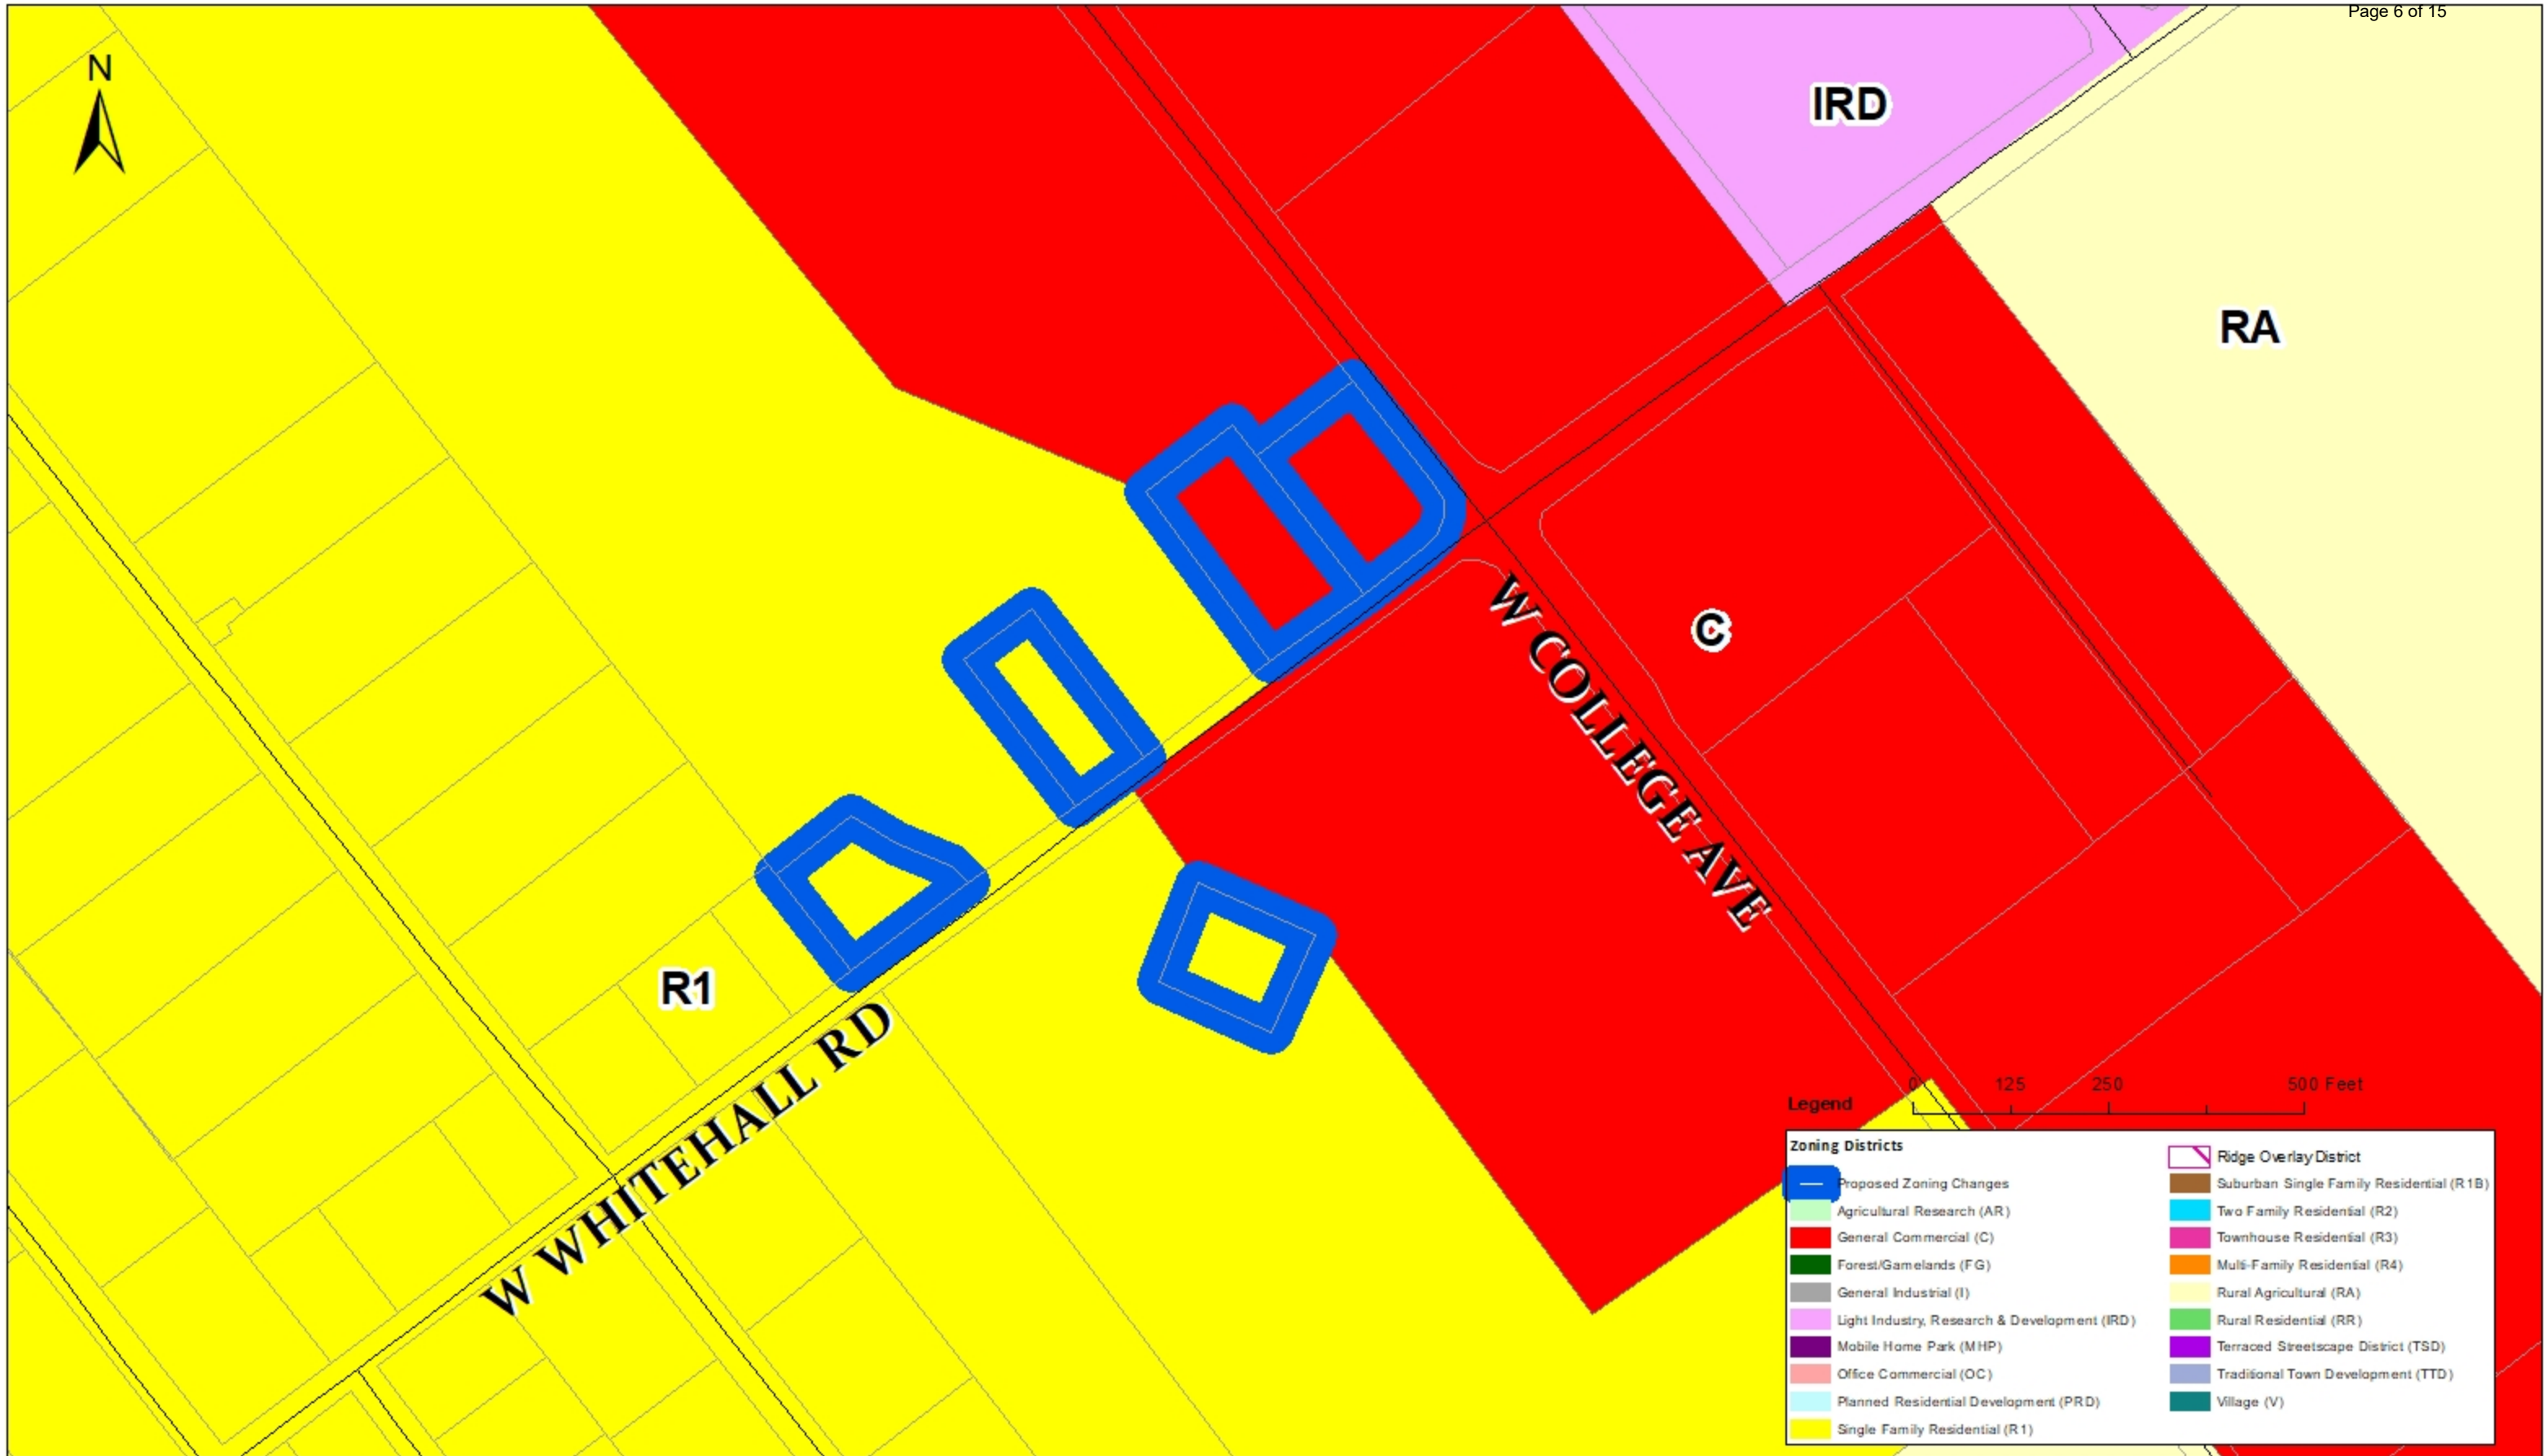 Page 6 of 15
N
IRD
RA
C
W COLLEGE AVE
R1
W WHITEHALL RD
0 125 250 500 Feet
Legend
Zoning Districts
Proposed Zoning Changes
Agricultural Research (AR)
General Commercial (C)
Forest/Gamelands (FG)
General Industrial (I)
Light Industry, Research & Development (IRD)
Mobile Home Park (MHP)
Office Commercial (OC)
Planned Residential Development (PRD)
Single Family Residential (R1)
Ridge Overlay District
Suburban Single Family Residential (R1B)
Two Family Residential (R2)
Townhouse Residential (R3)
Multi-Family Residential (R4)
Rural Agricultural (RA)
Rural Residential (RR)
Terraced Streetscape District (TSD)
Traditional Town Development (TTD)
Village (V)